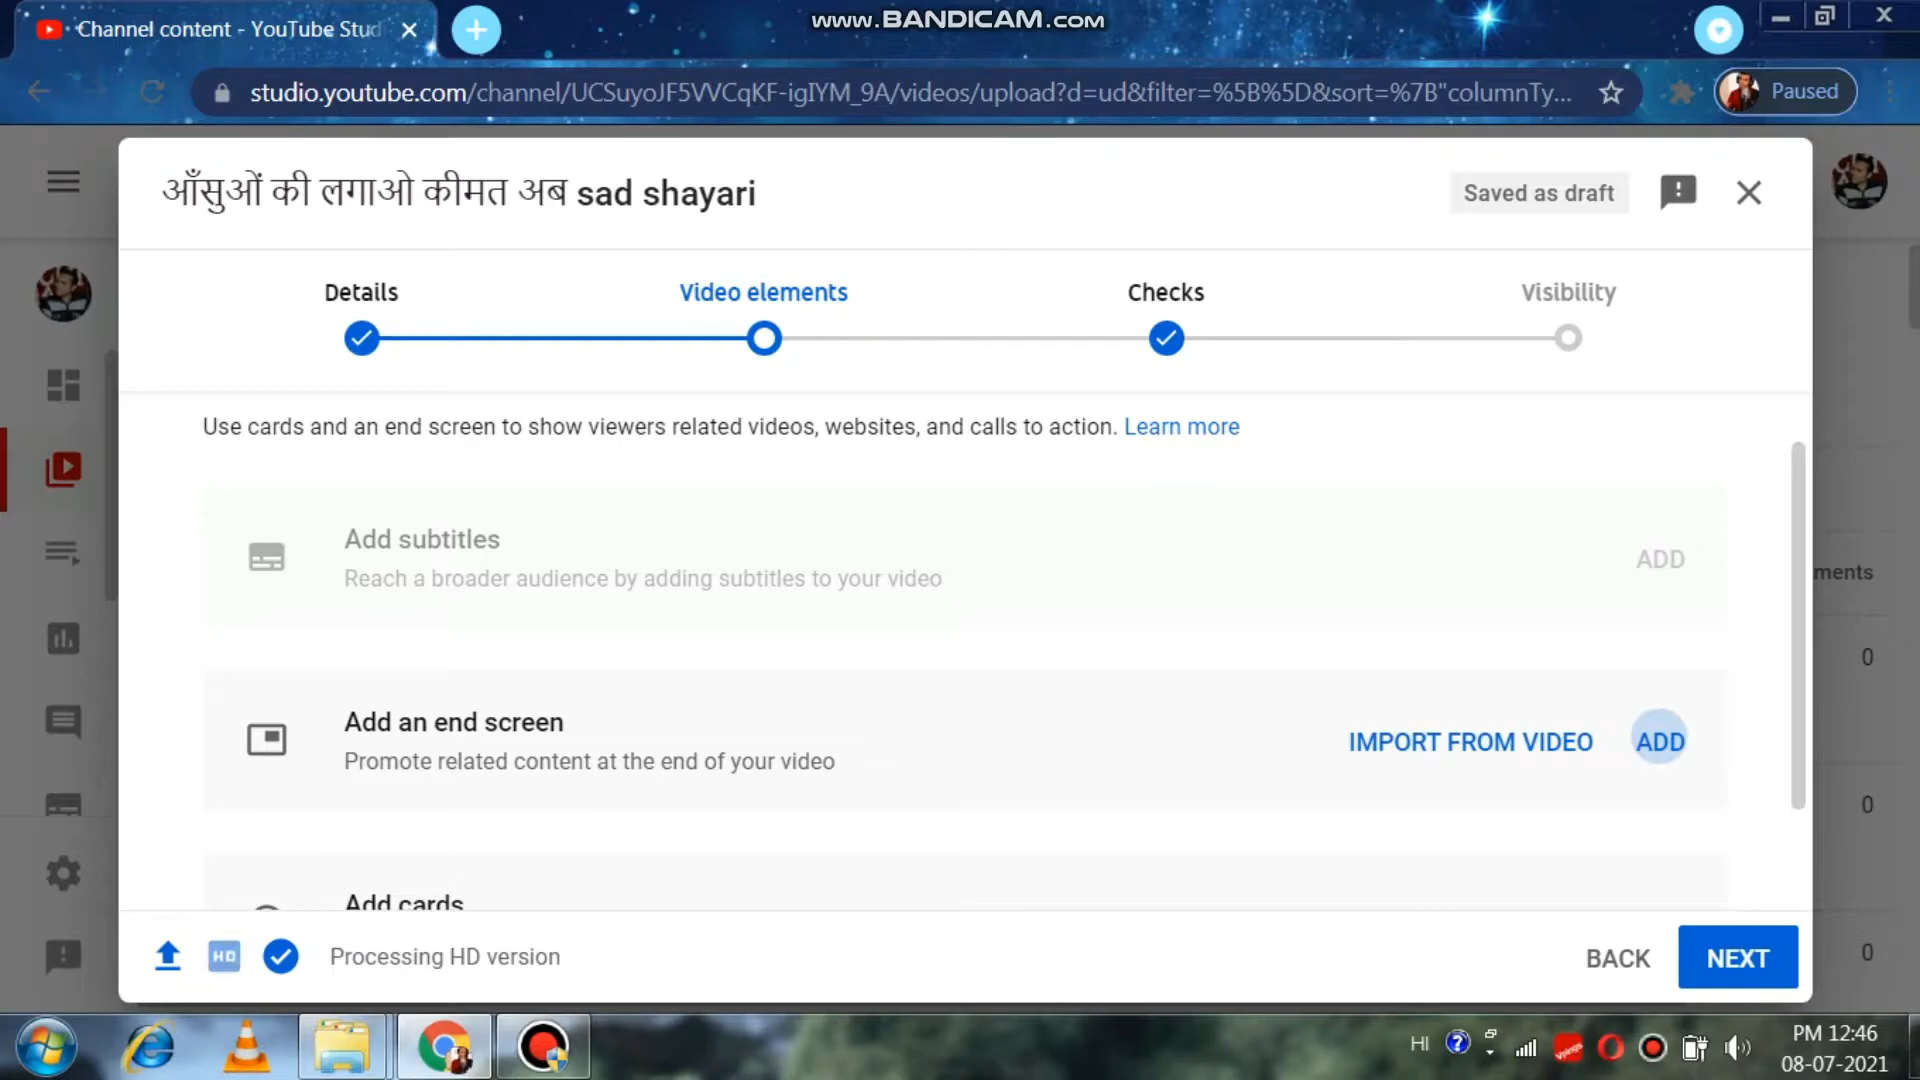 www.BANDICAM.com
Channel content - YouTube Stud
studio.youtube.com/channel/UCSuyoJF5VVCqKF-igIYM_9A/videos/upload?d=ud&filter=%5B%5D&sort=%7B"columnTy...
Paused
आँसुओं की लगाओ कीमत अब sad shayari
Saved as draft
Details
Video elements
Checks
Visibility
Use cards and an end screen to show viewers related videos, websites, and calls to action. Learn more
Add subtitles
Reach a broader audience by adding subtitles to your video
ADD
ments
0
Add an end screen
Promote related content at the end of your video
IMPORT FROM VIDEO
ADD
0
Add cards
HD
Processing HD version
BACK
NEXT
0
HI
PM 12:46
08-07-2021